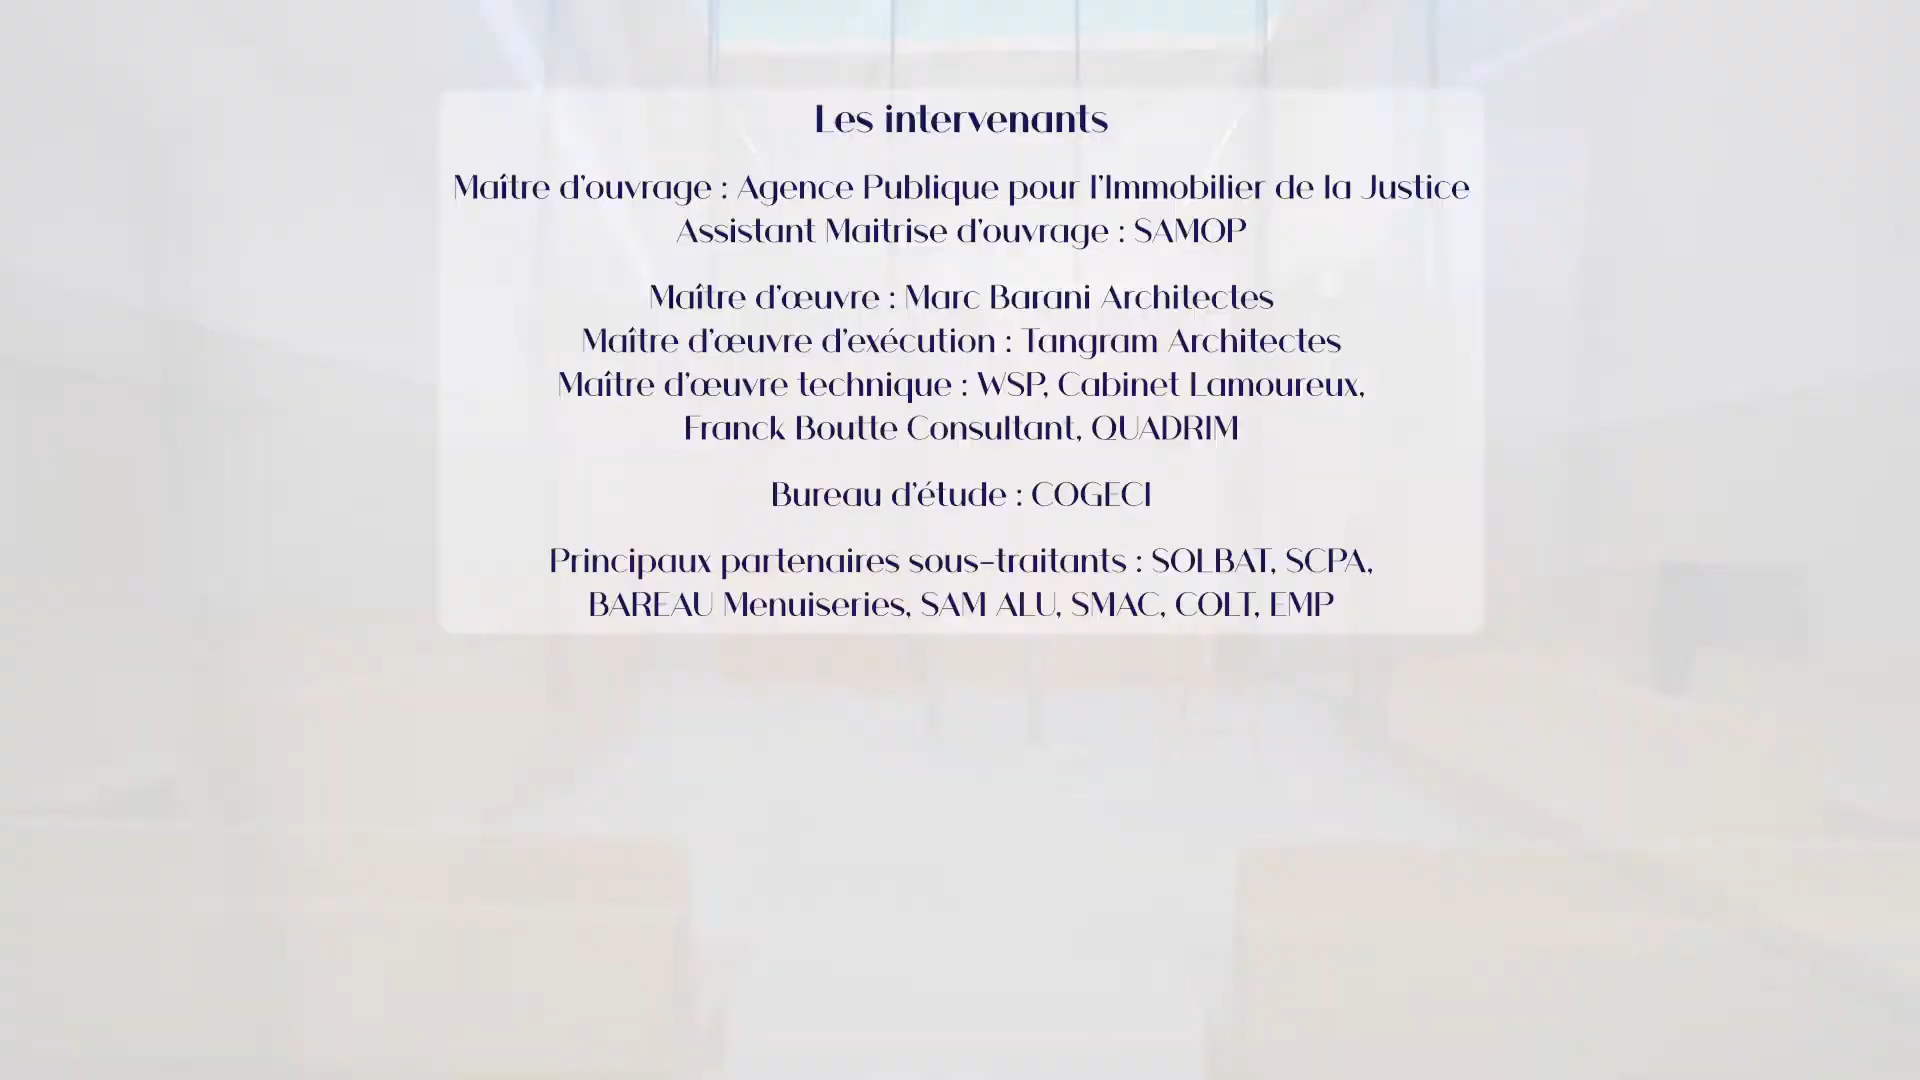 Les intervenants
Maître d'ouvrage : Agence Publique pour l'Immobilier de la Justice
Assistant Maitrise d'ouvrage : SAMOP
Maître d'œuvre : Marc Barani Architectes
Maître d'œuvre d'exécution : Tangram Architectes
Maître d'œuvre technique : WSP, Cabinet Lamoureux,
Franck Boutte Consultant, QUADRIM
Bureau d'étude : COGECI
Principaux partenaires sous-traitants : SOLBAT, SCPA,
BAREAU Menuiseries, SAM ALU, SMAC, COLT, EMP